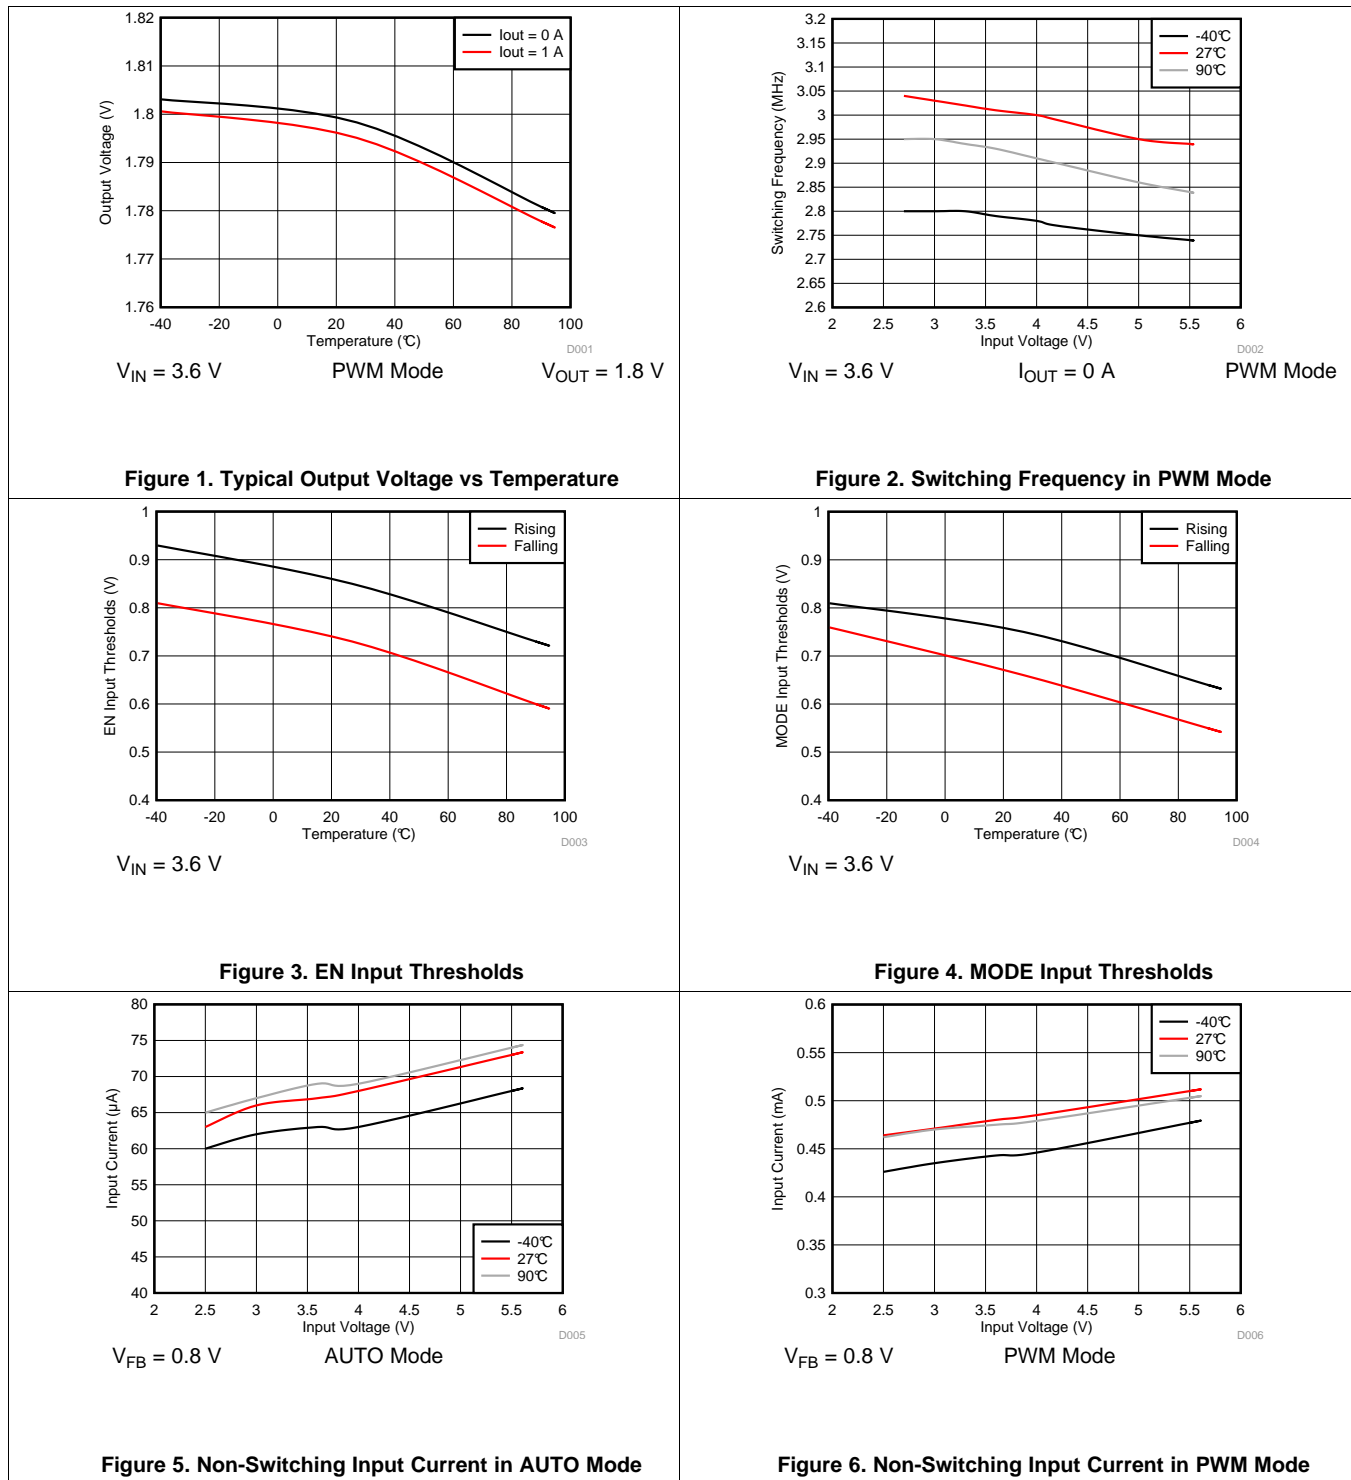 1.82
1.81
1.8
1.79
1.78
1.77
1.76
Output Voltage (V)
Iout = 0 A
Iout = 1 A
-40 -20 0 20 40 60 80 100
Temperature (°C)
D001
V_IN = 3.6 V PWM Mode V_OUT = 1.8 V
Figure 1. Typical Output Voltage vs Temperature
3.2
3.15
3.1
3.05
3
2.95
2.9
2.85
2.8
2.75
2.7
2.65
2.6
Switching Frequency (MHz)
-40°C
27°C
90°C
2 2.5 3 3.5 4 4.5 5 5.5 6
Input Voltage (V)
D002
V_IN = 3.6 V I_OUT = 0 A PWM Mode
Figure 2. Switching Frequency in PWM Mode
1
0.9
0.8
0.7
0.6
0.5
0.4
EN Input Thresholds (V)
Rising
Falling
-40 -20 0 20 40 60 80 100
Temperature (°C)
D003
V_IN = 3.6 V
Figure 3. EN Input Thresholds
1
0.9
0.8
0.7
0.6
0.5
0.4
MODE Input Thresholds (V)
Rising
Falling
-40 -20 0 20 40 60 80 100
Temperature (°C)
D004
V_IN = 3.6 V
Figure 4. MODE Input Thresholds
80
75
70
65
60
55
50
45
40
Input Current (µA)
-40°C
27°C
90°C
2 2.5 3 3.5 4 4.5 5 5.5 6
Input Voltage (V)
D005
V_FB = 0.8 V AUTO Mode
Figure 5. Non-Switching Input Current in AUTO Mode
0.6
0.55
0.5
0.45
0.4
0.35
0.3
Input Current (mA)
-40°C
27°C
90°C
2 2.5 3 3.5 4 4.5 5 5.5 6
Input Voltage (V)
D006
V_FB = 0.8 V PWM Mode
Figure 6. Non-Switching Input Current in PWM Mode